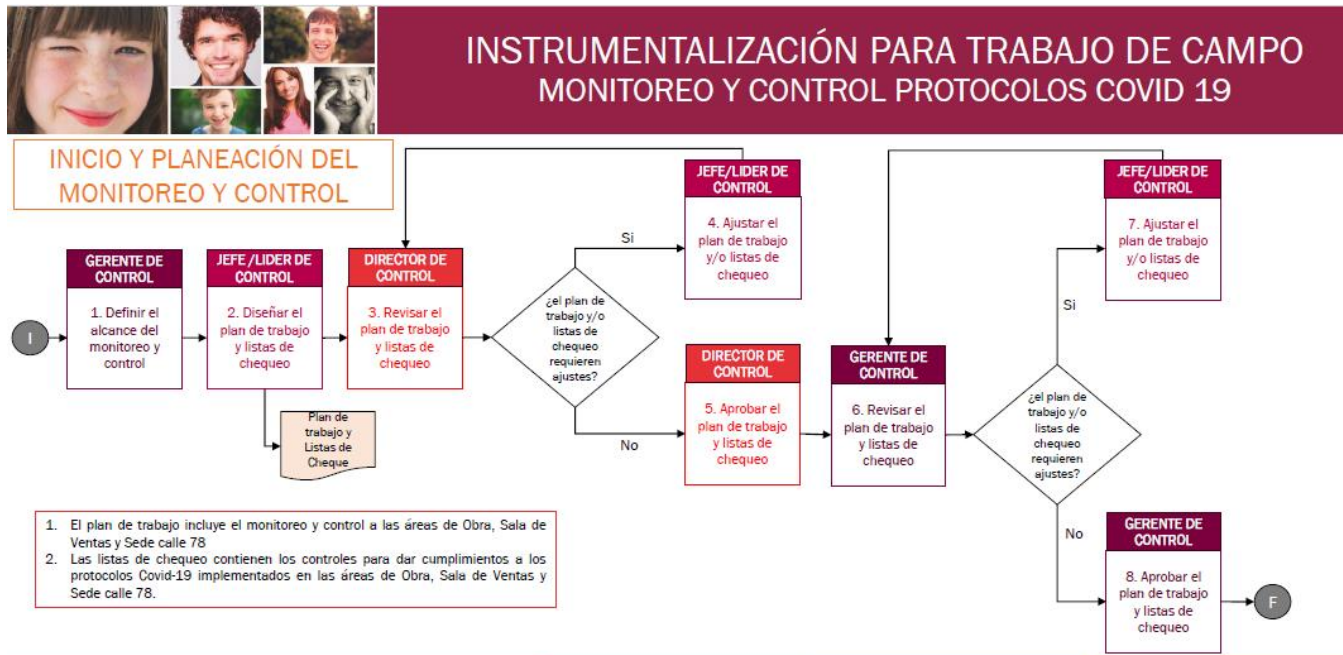 INSTRUMENTALIZACIÓN PARA TRABAJO DE CAMPO
MONITOREO Y CONTROL PROTOCOLOS COVID 19
INICIO Y PLANEACIÓN DEL
MONITOREO Y CONTROL
I
GERENTE DE
CONTROL
1. Definir el
alcance del
monitoreo y
control
JEFE /LIDER DE
CONTROL
2. Diseñar el
plan de trabajo
y listas de
chequeo
Plan de
trabajo y
Listas de
Cheque
DIRECTOR DE
CONTROL
3. Revisar el
plan de trabajo
y listas de
chequeo
¿el plan de
trabajo y/o
listas de
chequeo
requieren
ajustes?
Si
JEFE/LIDER DE
CONTROL
4. Ajustar el
plan de trabajo
y/o listas de
chequeo
No
DIRECTOR DE
CONTROL
5. Aprobar el
plan de trabajo
y listas de
chequeo
GERENTE DE
CONTROL
6. Revisar el
plan de trabajo
y listas de
chequeo
¿el plan de
trabajo y/o
listas de
chequeo
requieren
ajustes?
Si
JEFE/LIDER DE
CONTROL
7. Ajustar el
plan de trabajo
y/o listas de
chequeo
No
GERENTE DE
CONTROL
8. Aprobar el
plan de trabajo
y listas de
chequeo
F
1. El plan de trabajo incluye el monitoreo y control a las áreas de Obra, Sala de
Ventas y Sede calle 78
2. Las listas de chequeo contienen los controles para dar cumplimientos a los
protocolos Covid-19 implementados en las áreas de Obra, Sala de Ventas y
Sede calle 78.